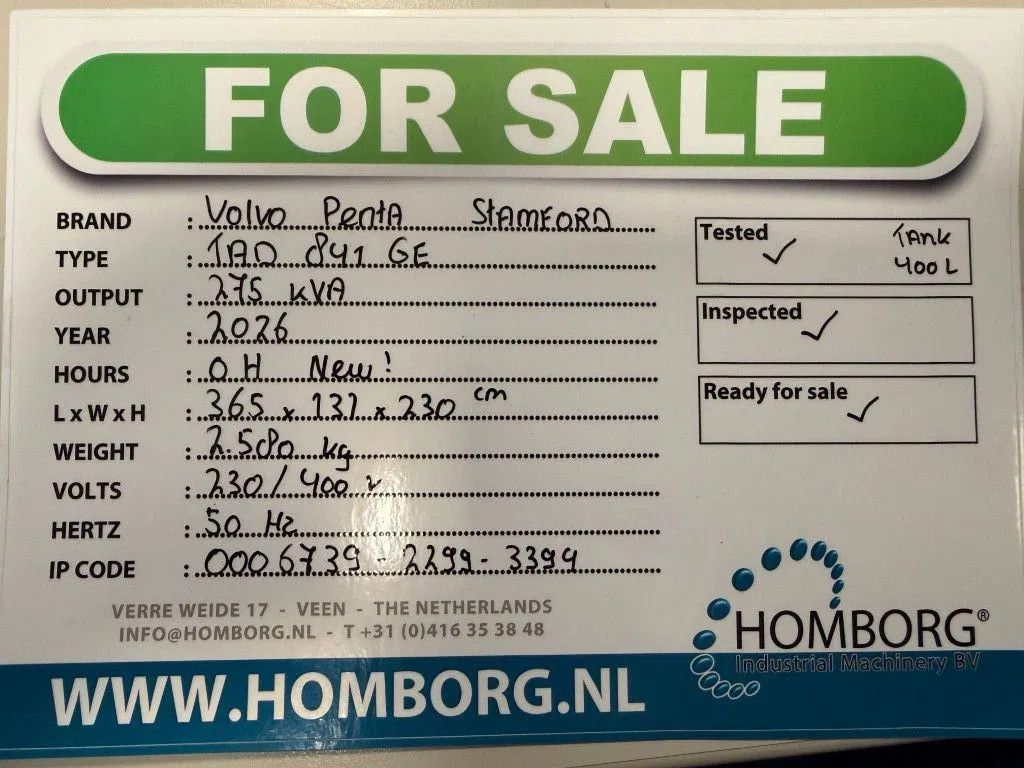 FOR SALE
BRAND : Volvo Penta STAMFORD
TYPE : TAD 841 GE
OUTPUT : 275 KVA
YEAR : 2026
HOURS : 0 H New!
L x W x H : 365 x 131 x 230 cm
WEIGHT : 2.580 kg
VOLTS : 230 / 400 v
HERTZ : 50 Hz
IP CODE : 0006739 - 2299 - 3394
Tested ✓ TANK
400 L
Inspected ✓
Ready for sale ✓
VERRE WEIDE 17 - VEEN - THE NETHERLANDS
INFO@HOMBORG.NL - T +31 (0)416 35 38 48
HOMBORG®
Industrial Machinery BV
WWW.HOMBORG.NL